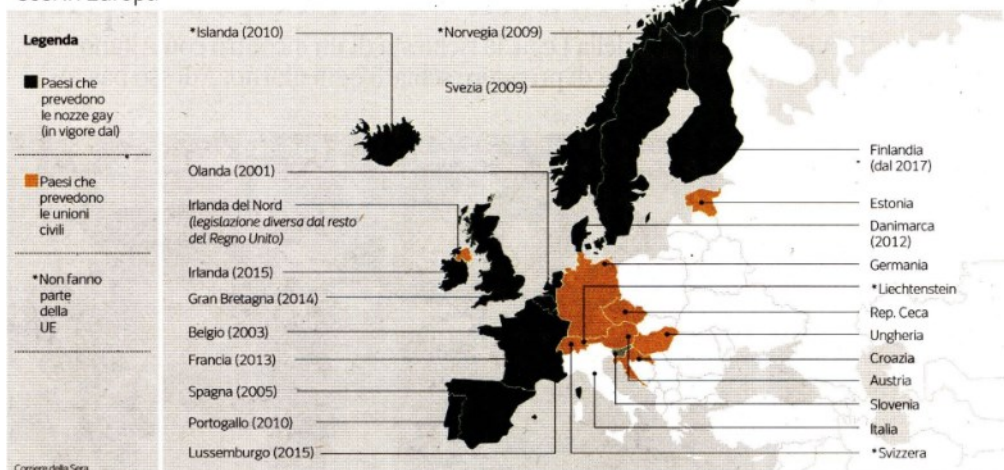 Così in Europa
Legenda
Paesi che
prevedono
le nozze gay
(in vigore dal)
Paesi che
prevedono
le unioni
civili
*Non fanno
parte
della
UE
*Islanda (2010)
*Norvegia (2009)
Svezia (2009)
Olanda (2001)
Irlanda del Nord
(legislazione diversa dal resto
del Regno Unito)
Irlanda (2015)
Gran Bretagna (2014)
Belgio (2003)
Francia (2013)
Spagna (2005)
Portogallo (2010)
Lussemburgo (2015)
Finlandia
(dal 2017)
Estonia
Danimarca
(2012)
Germania
*Liechtenstein
Rep. Ceca
Ungheria
Croazia
Austria
Slovenia
Italia
*Svizzera
Corriere della Sera